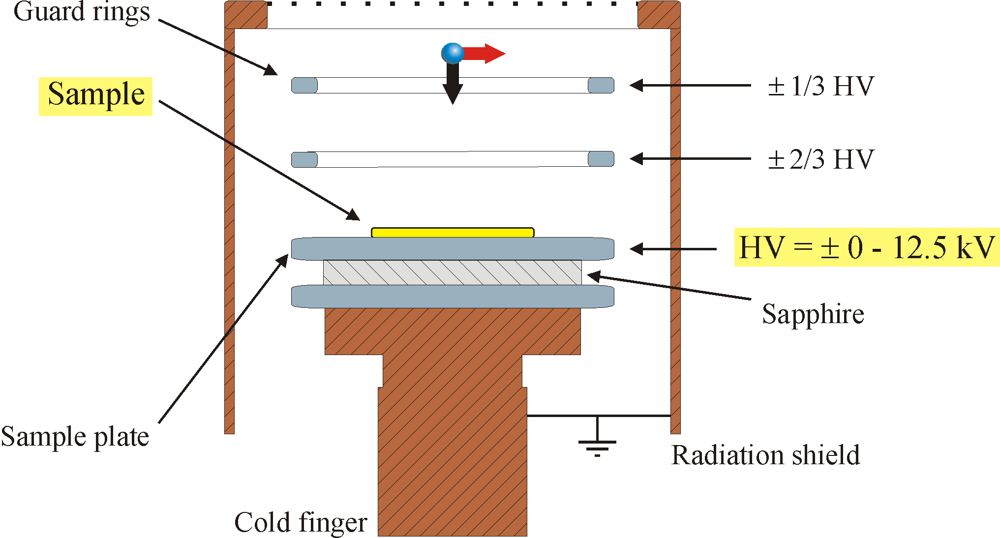 Guard rings
Sample
± 1/3 HV
± 2/3 HV
HV = ± 0 - 12.5 kV
Sapphire
Sample plate
Radiation shield
Cold finger